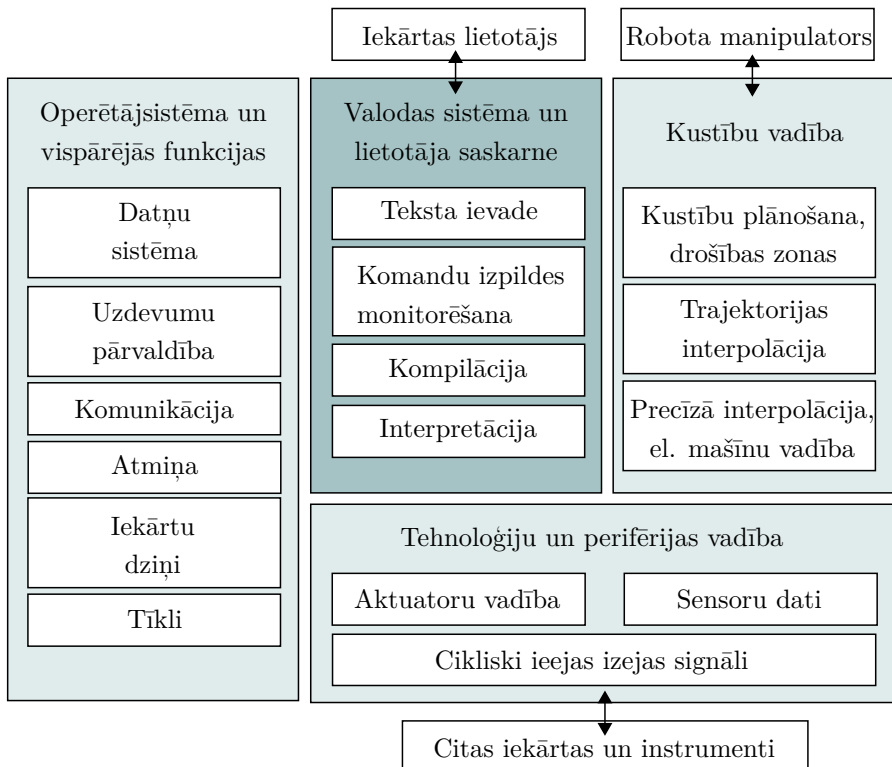 Iekārtas lietotājs
Robota manipulators
Operētājsistēma un
vispārējās funkcijas
Datņu
sistēma
Uzdevumu
pārvaldība
Komunikācija
Atmiņa
Iekārtu
dziņi
Tīkli
Valodas sistēma un
lietotāja saskarne
Teksta ievade
Komandu izpildes
monitorēšana
Kompilācija
Interpretācija
Kustību vadība
Kustību plānošana,
drošības zonas
Trajektorijas
interpolācija
Precīzā interpolācija,
el. mašīnu vadība
Tehnoloģiju un perifērijas vadība
Aktuatoru vadība
Sensoru dati
Cikliski ieejas izejas signāli
Citas iekārtas un instrumenti